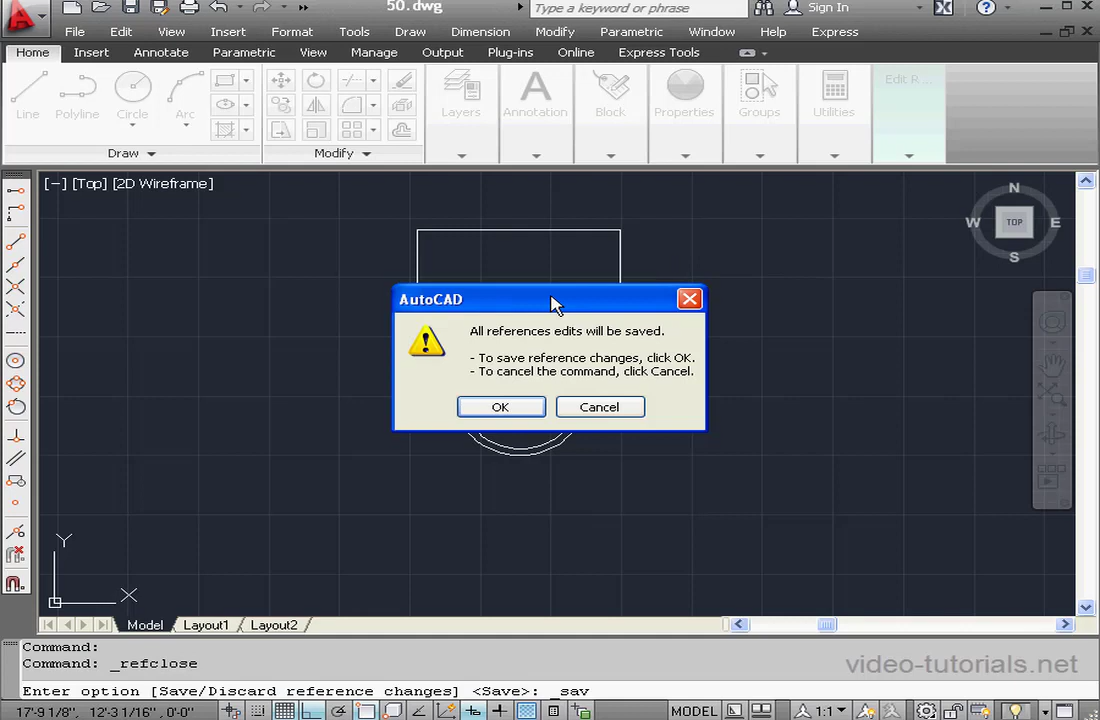 50.dwg
Type a keyword or phrase
Sign In
File Edit View Insert Format Tools Draw Dimension Modify Parametric Window Help Express
Home Insert Annotate Parametric View Manage Output Plug-ins Online Express Tools
Line Polyline Circle Arc
Layers Annotation Block Properties Groups Utilities
Edit R...
Draw Modify
[−] [Top] [2D Wireframe]
N
W TOP E
S
AutoCAD
All references edits will be saved.
- To save reference changes, click OK.
- To cancel the command, click Cancel.
OK Cancel
Y
X
Model Layout1 Layout2
Command:
Command: _refclose
video-tutorials.net
Enter option [Save/Discard reference changes] <Save>: _sav
17'-9 1/8", 12'-3 1/16", 0'-0" MODEL 1:1